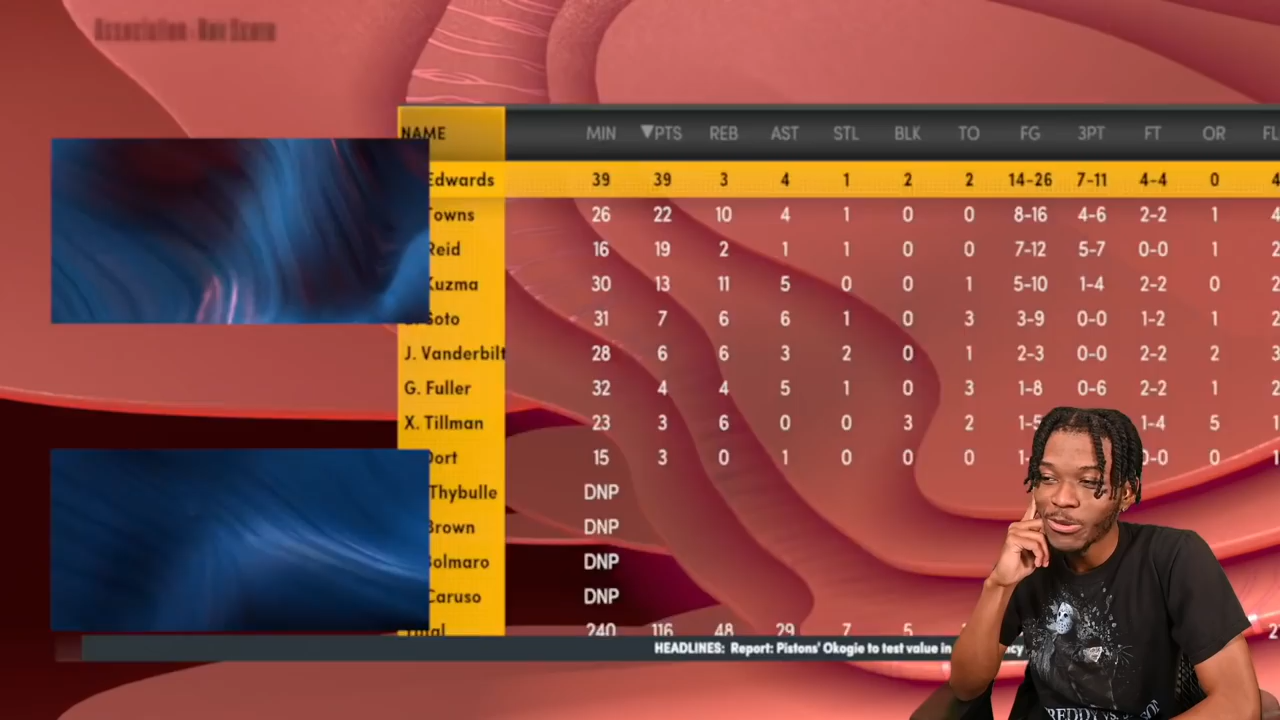 Association: Box Score
NAME MIN ▼PTS REB AST STL BLK TO FG 3PT FT OR
Edwards 39 39 3 4 1 2 2 14-26 7-11 4-4 0 4
Towns 26 22 10 4 1 0 0 8-16 4-6 2-2 1 4
Reid 16 19 2 1 1 0 0 7-12 5-7 0-0 1 2
Kuzma 30 13 11 5 0 0 1 5-10 1-4 2-2 0 2
Soto 31 7 6 6 1 0 3 3-9 0-0 1-2 1 2
J. Vanderbilt 28 6 6 3 2 0 1 2-3 0-0 2-2 2 3
G. Fuller 32 4 4 5 1 0 3 1-8 0-6 2-2 1 2
X. Tillman 23 3 6 0 0 3 2 1-5 1-4 5 1
Dort 15 3 0 1 0 0 0 0-0 0 1
Thybulle DNP
Brown DNP
Bolmaro DNP
Caruso DNP
Total 240 116 48 29 7 5
HEADLINES: Report: Pistons' Okogie to test value in